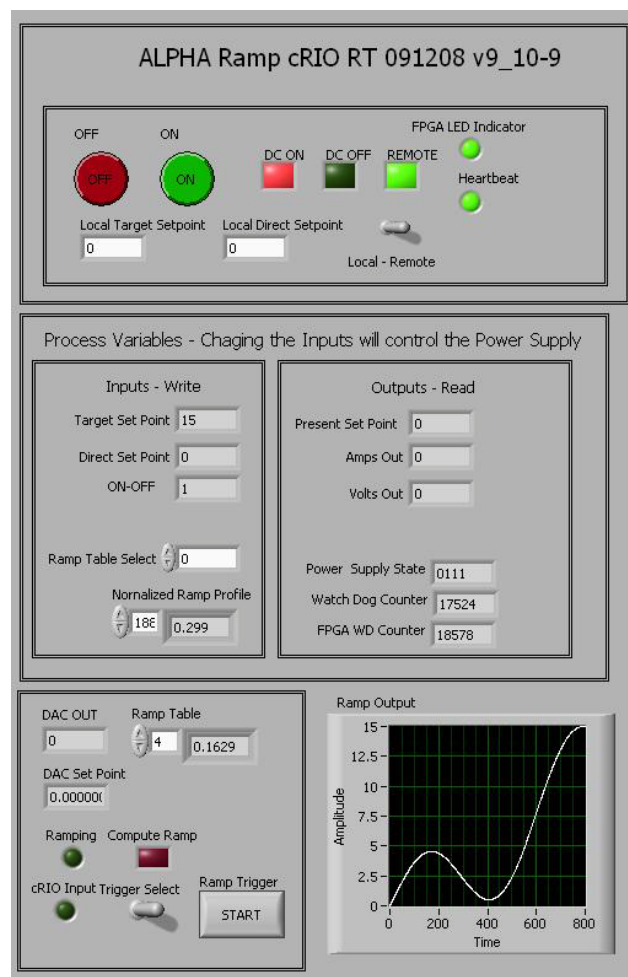 ALPHA Ramp cRIO RT 091208 v9_10-9
OFF ON FPGA LED Indicator
DC ON DC OFF REMOTE
OFF ON Heartbeat
Local Target Setpoint Local Direct Setpoint
0 0
Local - Remote
Process Variables - Chaging the Inputs will control the Power Supply
Inputs - Write
Target Set Point 15
Direct Set Point 0
ON-OFF 1
Ramp Table Select 0
Nornalized Ramp Profile
0.299
Outputs - Read
Present Set Point 0
Amps Out 0
Volts Out 0
Power Supply State 0111
Watch Dog Counter 17524
FPGA WD Counter 18578
DAC OUT Ramp Table
0 4 0.1629
DAC Set Point
0.00000
Ramping Compute Ramp
cRIO Input Trigger Select Ramp Trigger
START
Ramp Output
15
12.5
10
7.5
5
2.5
0
Amplitude
0 200 400 600 800
Time